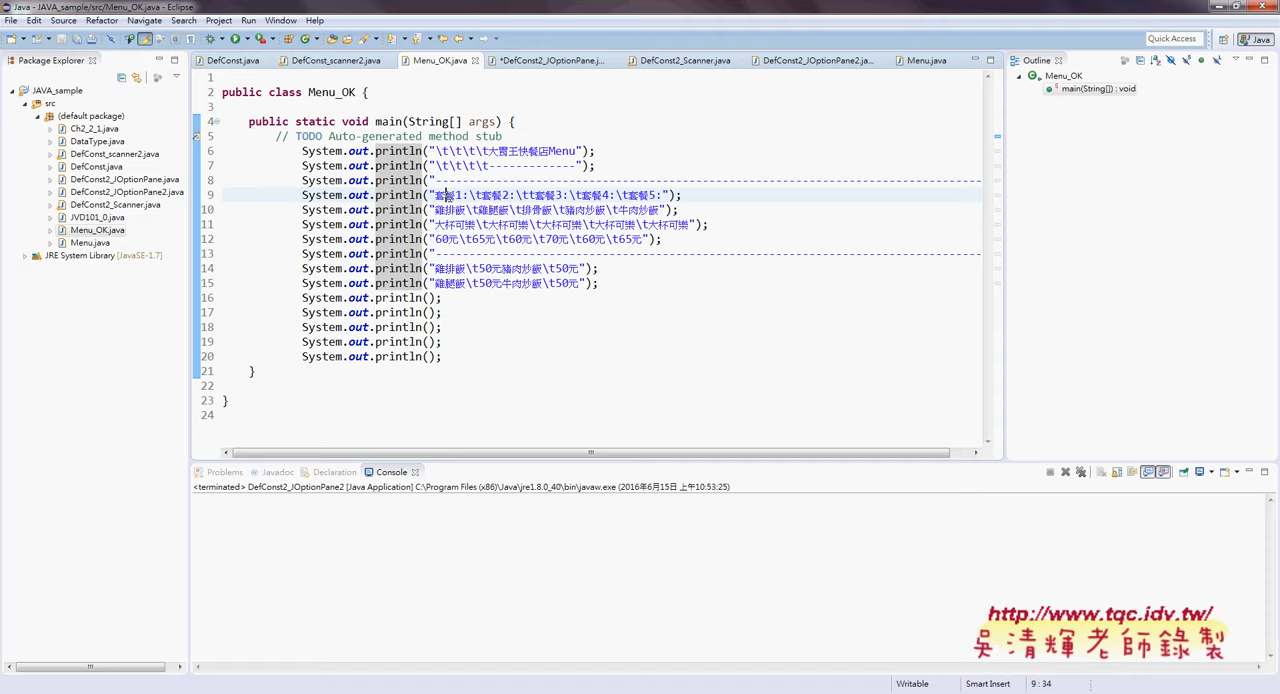 Java - JAVA_sample/src/Menu_OK.java - Eclipse
File Edit Source Refactor Navigate Search Project Run Window Help
Quick Access Java
Package Explorer
DefConst.java DefConst_scanner2.java Menu_OK.java *DefConst2_JOptionPane.j... DefConst2_Scanner.java DefConst2_JOptionPane2.ja... Menu.java
Outline
JAVA_sample
src
(default package)
Ch2_2_1.java
DataType.java
DefConst_scanner2.java
DefConst.java
DefConst2_JOptionPane.java
DefConst2_JOptionPane2.java
DefConst2_Scanner.java
JVD101_0.java
Menu_OK.java
Menu.java
JRE System Library [JavaSE-1.7]
1
2 public class Menu_OK {
3
4 public static void main(String[] args) {
5 // TODO Auto-generated method stub
6 System.out.println("\t\t\t\t大胃王快餐店Menu");
7 System.out.println("\t\t\t\t-------------");
8 System.out.println("----------------------------------------------------------------------
9 System.out.println("套餐1:\t套餐2:\tt套餐3:\t套餐4:\t套餐5:");
10 System.out.println("雞排飯\t雞腿飯\t排骨飯\t豬肉炒飯\t牛肉炒飯");
11 System.out.println("大杯可樂\t大杯可樂\t大杯可樂\t大杯可樂\t大杯可樂");
12 System.out.println("60元\t65元\t60元\t70元\t60元\t65元");
13 System.out.println("----------------------------------------------------------------------
14 System.out.println("雞排飯\t50元豬肉炒飯\t50元");
15 System.out.println("雞腿飯\t50元牛肉炒飯\t50元");
16 System.out.println();
17 System.out.println();
18 System.out.println();
19 System.out.println();
20 System.out.println();
21 }
22
23 }
24
Menu_OK
main(String[]) : void
Problems Javadoc Declaration Console
<terminated> DefConst2_JOptionPane2 [Java Application] C:\Program Files (x86)\Java\jre1.8.0_40\bin\javaw.exe (2016年6月15日 上午10:53:25)
http://www.tqc.idv.tw/
吳清輝老師錄製
Writable Smart Insert 9 : 34